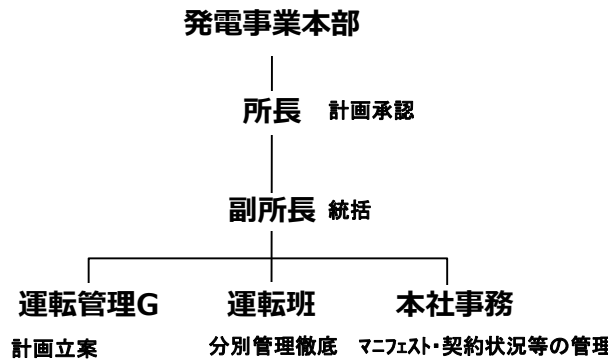 発電事業本部
所長 計画承認
副所長 統括
運転管理G 運転班 本社事務
計画立案 分別管理徹底 マニフェスト・契約状況等の管理